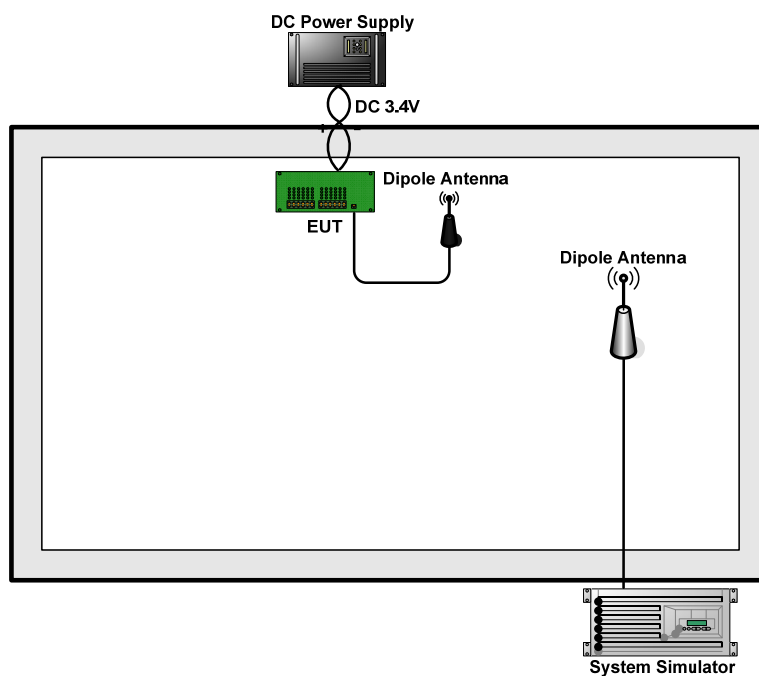 DC Power Supply
DC 3.4V
+ -
Dipole Antenna
EUT
Dipole Antenna
System Simulator